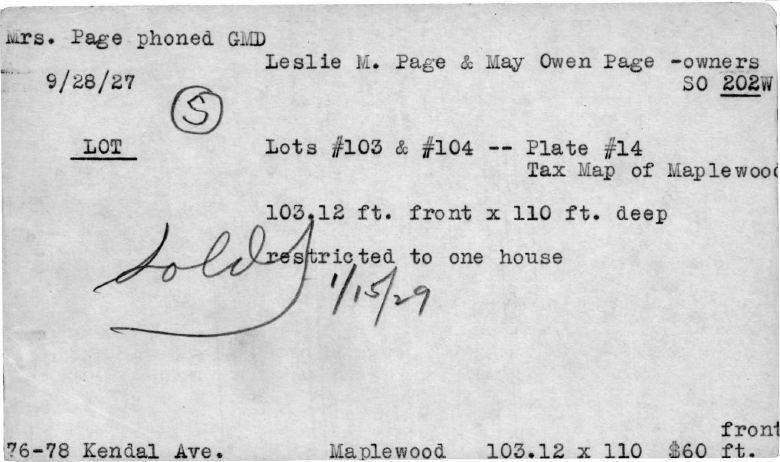 Mrs. Page phoned GMD
Leslie M. Page & May Owen Page -owners
9/28/27
SO 202W
S
LOT
Lots #103 & #104 -- Plate #14
Tax Map of Maplewood
103.12 ft. front x 110 ft. deep
restricted to one house
Sold
1/15/29
front
76-78 Kendal Ave. Maplewood 103.12 x 110 $60 ft.